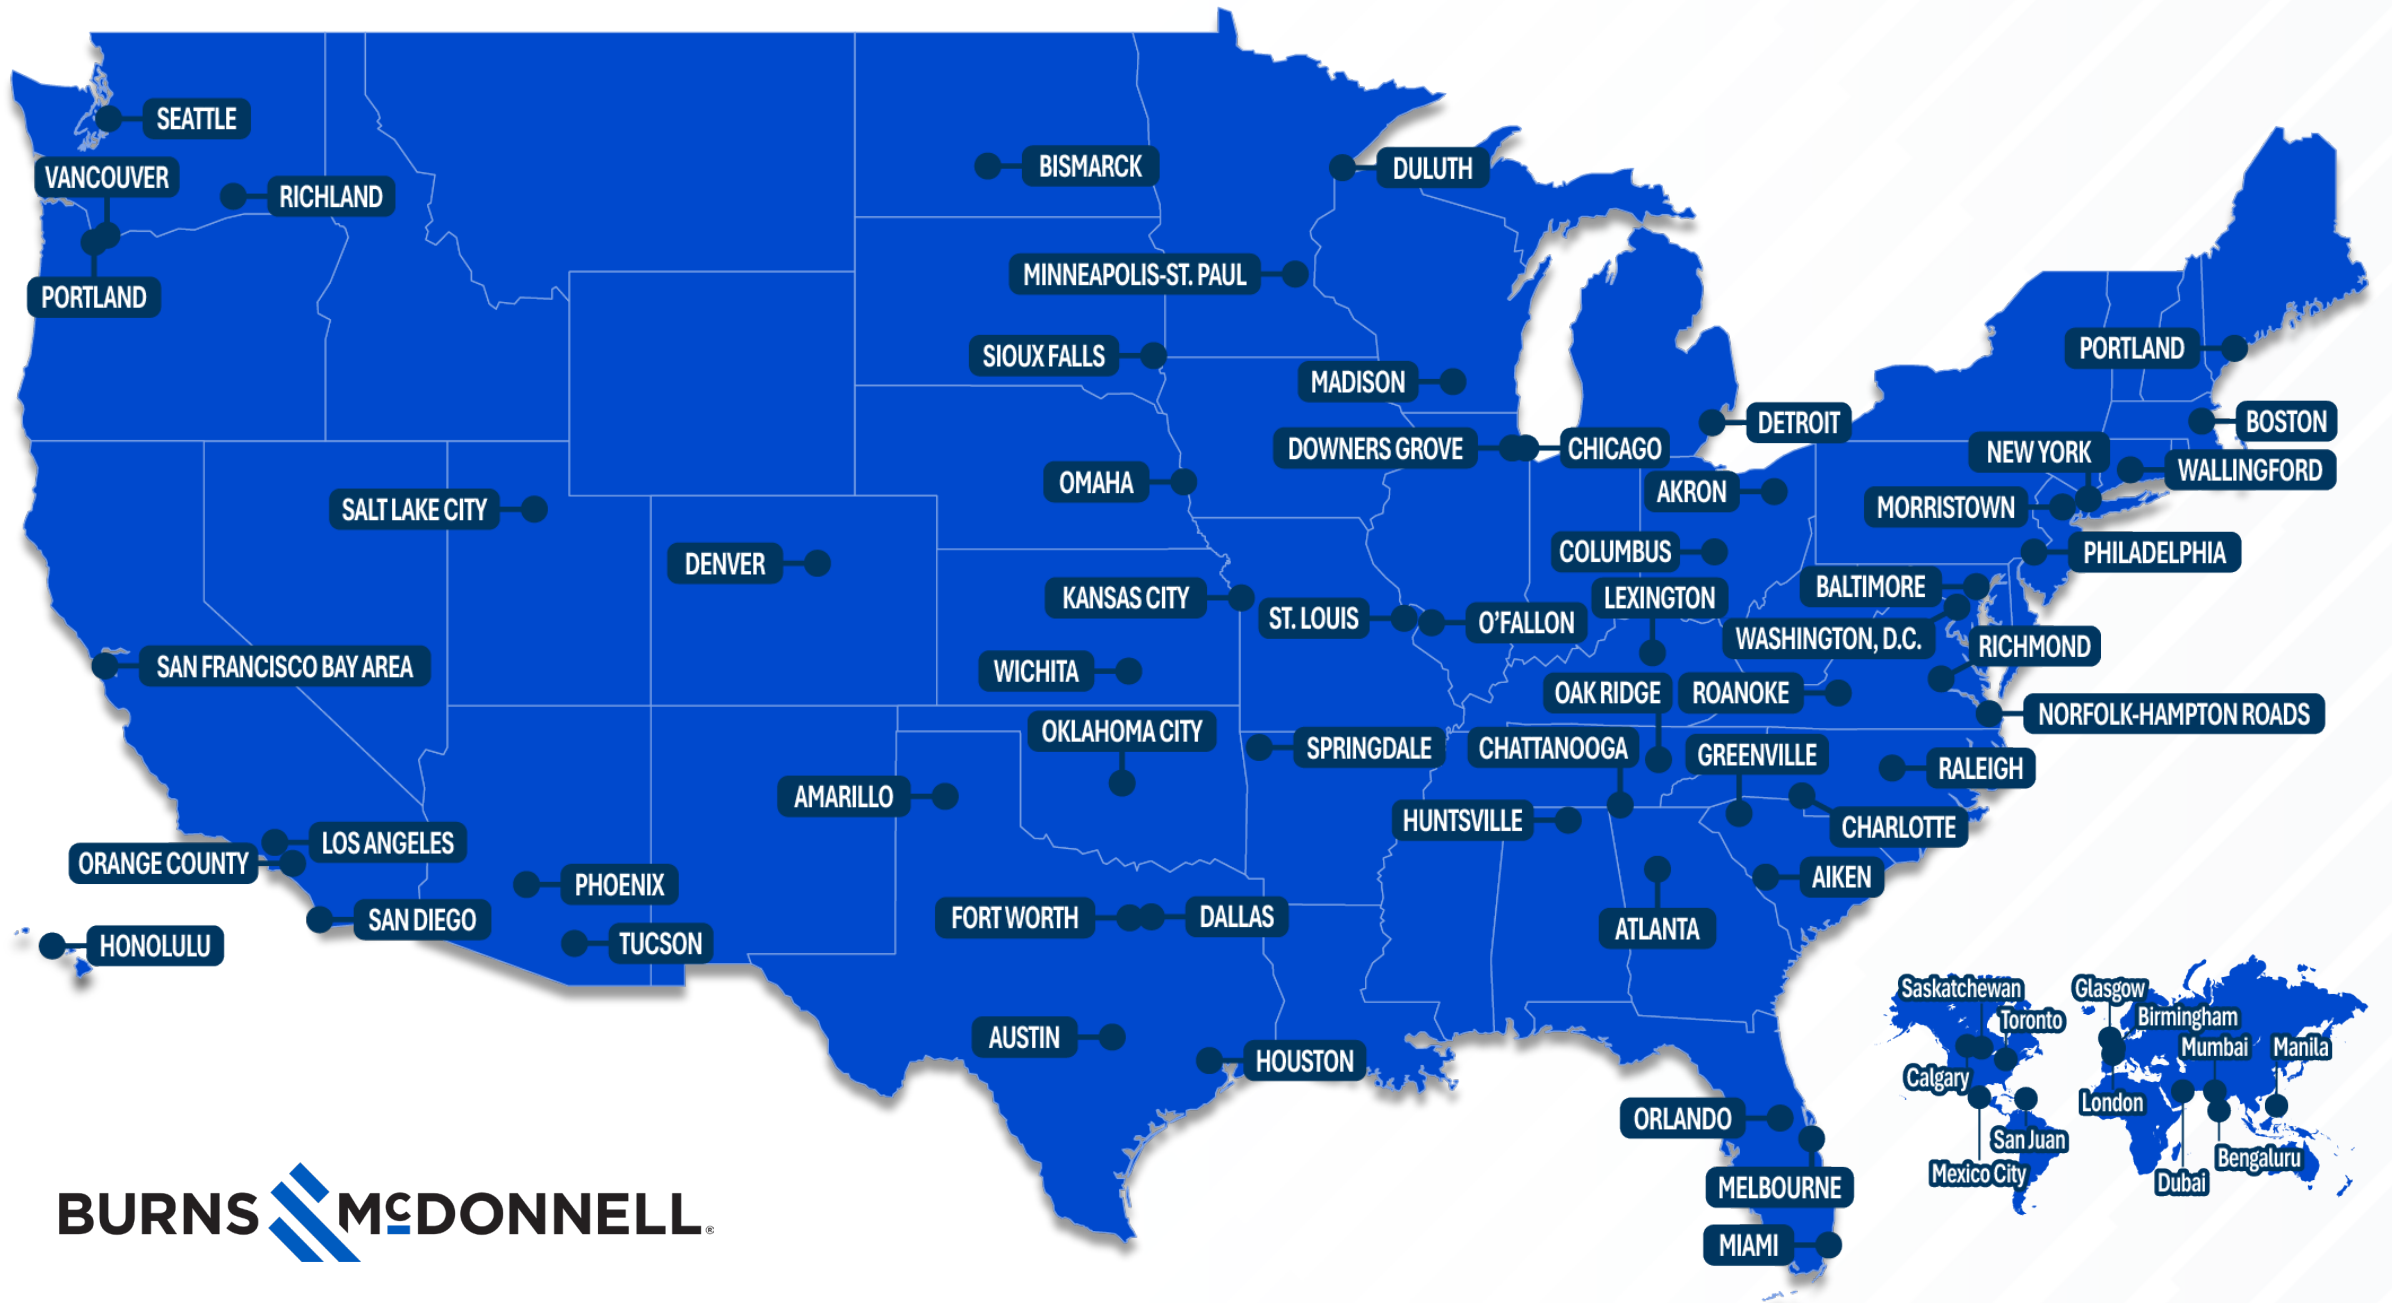 SEATTLE
VANCOUVER
RICHLAND
PORTLAND
BISMARCK
DULUTH
MINNEAPOLIS-ST. PAUL
SIOUX FALLS
MADISON
PORTLAND
DETROIT
BOSTON
DOWNERS GROVE
CHICAGO
NEW YORK
WALLINGFORD
OMAHA
AKRON
MORRISTOWN
SALT LAKE CITY
COLUMBUS
PHILADELPHIA
DENVER
BALTIMORE
KANSAS CITY
LEXINGTON
ST. LOUIS
O'FALLON
WASHINGTON, D.C.
RICHMOND
SAN FRANCISCO BAY AREA
WICHITA
OAK RIDGE
ROANOKE
NORFOLK-HAMPTON ROADS
OKLAHOMA CITY
SPRINGDALE
CHATTANOOGA
GREENVILLE
RALEIGH
AMARILLO
HUNTSVILLE
CHARLOTTE
LOS ANGELES
ORANGE COUNTY
PHOENIX
AIKEN
SAN DIEGO
FORT WORTH
DALLAS
ATLANTA
HONOLULU
TUCSON
Saskatchewan
Glasgow
Toronto
Birmingham
AUSTIN
HOUSTON
Mumbai
Manila
Calgary
London
ORLANDO
San Juan
Bengaluru
Mexico City
Dubai
MELBOURNE
MIAMI
BURNS McDONNELL®